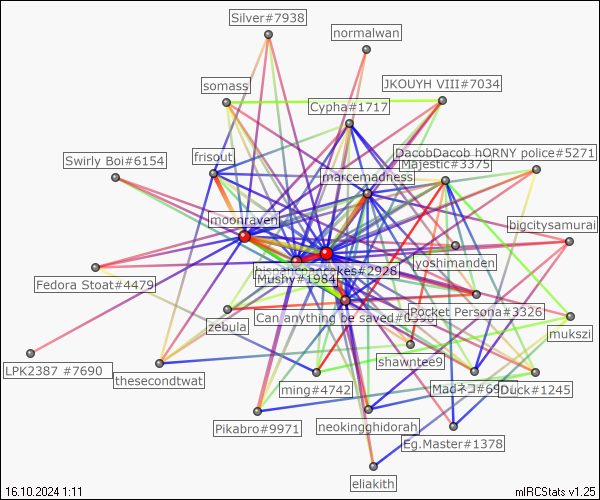 Silver#7938
normalwan
JKOUYH VIII#7034
somass
Cypha#1717
DacobDacob hORNY police#5271
Swirly Boi#6154
frisout
Majestic#3375
marcemadness
moonraven
bigcitysamurai
yoshimanden
hispanicpancakes#2928
Mushy#1984
Fedora Stoat#4479
Pocket Persona#3326
Can anything be saved
zebula
mukszi
shawntee9
LPK2387 #7690
thesecondtwat
ming#4742
Madネコ
Duck#1245
Pikabro#9971
neokingghidorah
Eg.Master#1378
eliakith
16.10.2024 1:11
mIRCStats v1.25